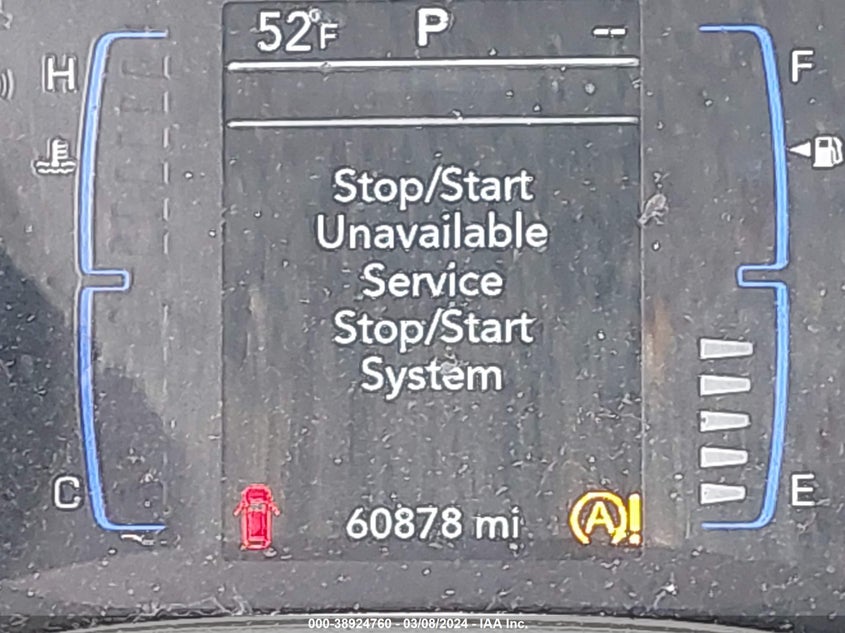 52°F P --
H F
Stop/Start
Unavailable
Service
Stop/Start
System
C E
60878 mi A!
000-38924760 - 03/08/2024 - IAA Inc.